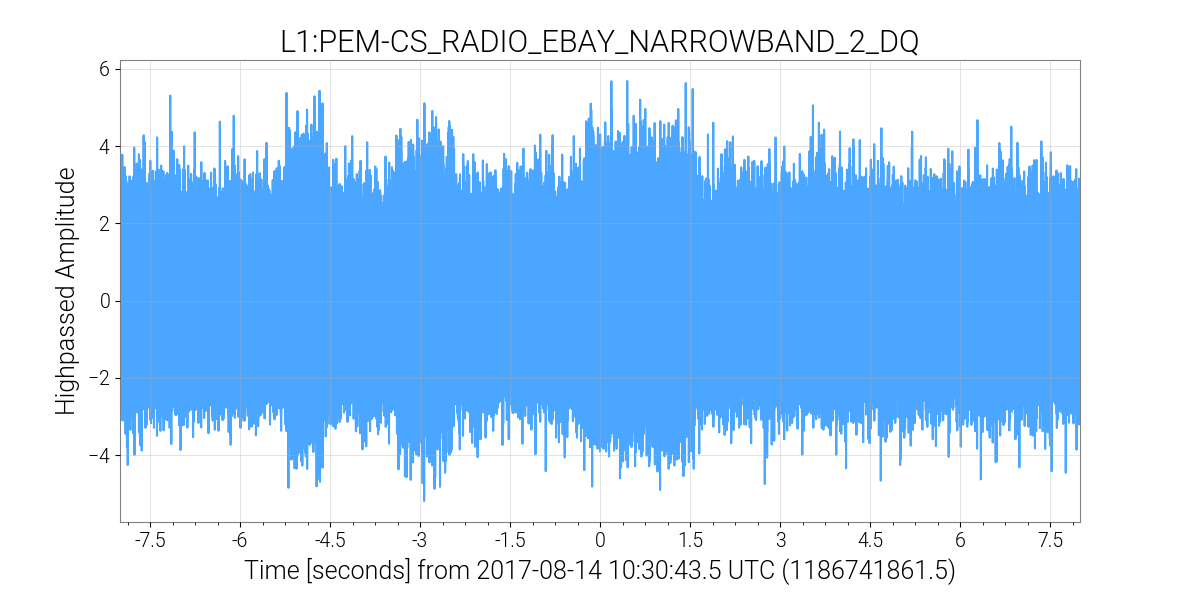 L1:PEM-CS_RADIO_EBAY_NARROWBAND_2_DQ
Highpassed Amplitude
6
4
2
0
−2
−4
-7.5 -6 -4.5 -3 -1.5 0 1.5 3 4.5 6 7.5
Time [seconds] from 2017-08-14 10:30:43.5 UTC (1186741861.5)